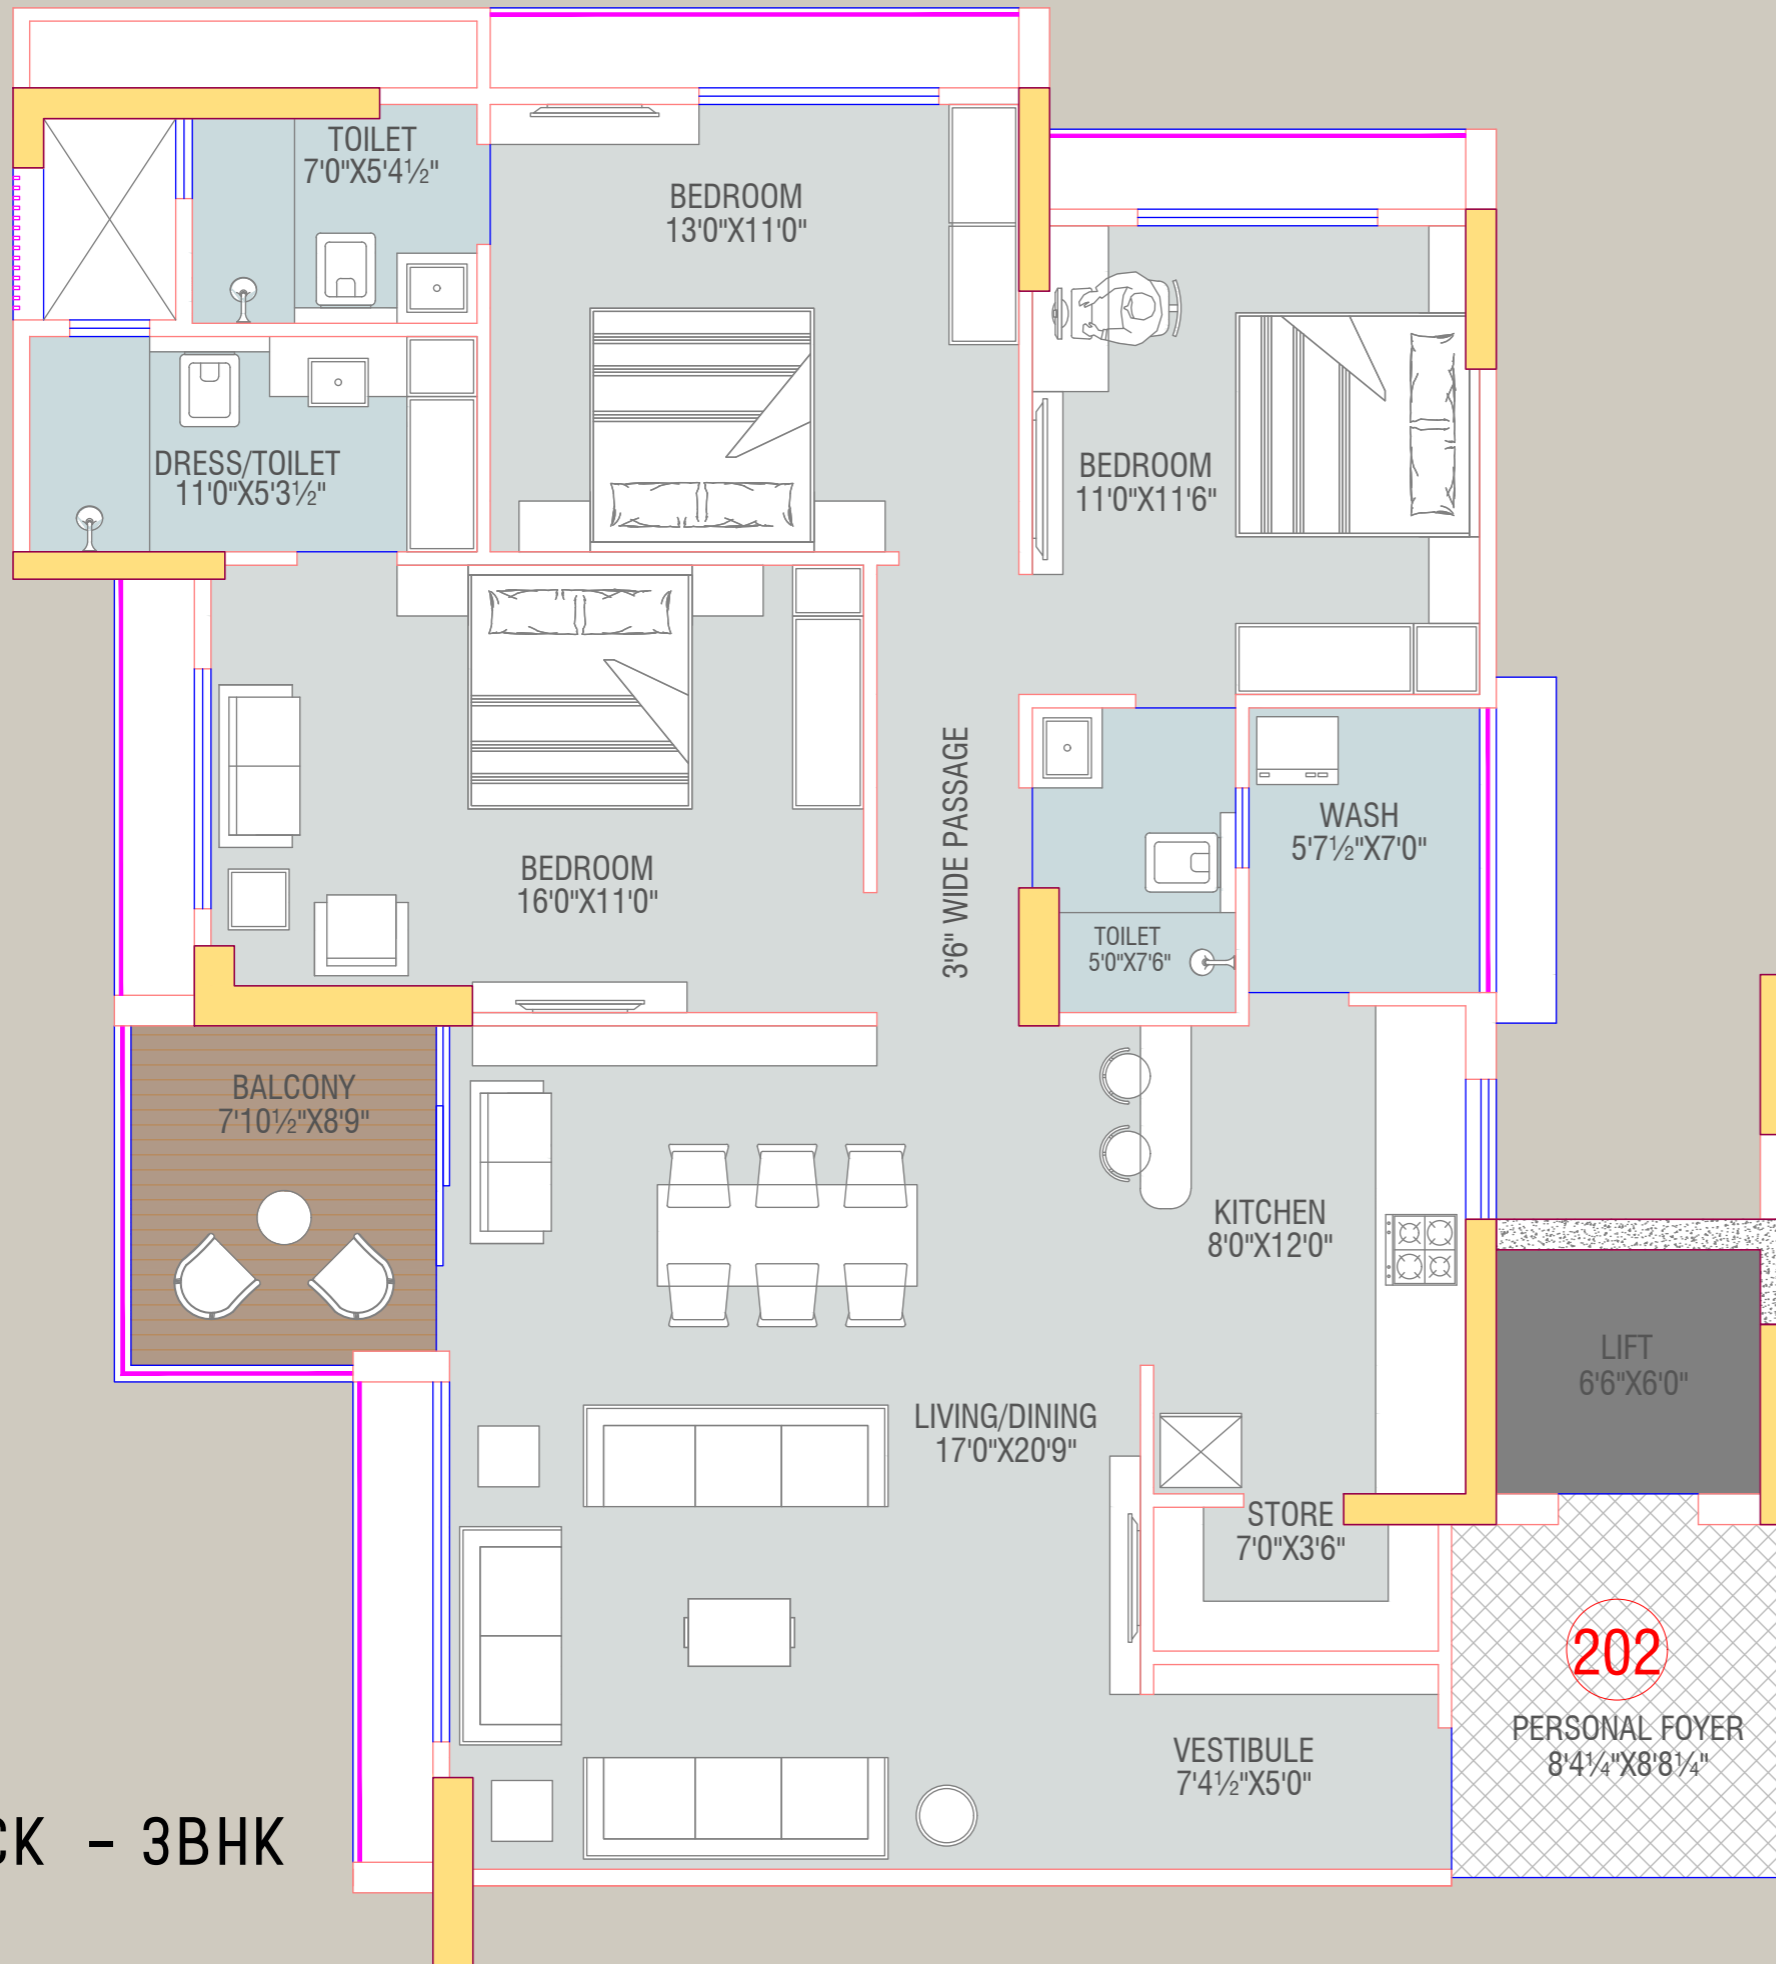 TOILET
7'0"X5'4½"
BEDROOM
13'0"X11'0"
DRESS/TOILET
11'0"X5'3½"
BEDROOM
11'0"X11'6"
BEDROOM
16'0"X11'0"
3'6" WIDE PASSAGE
WASH
5'7½"X7'0"
TOILET
5'0"X7'6"
BALCONY
7'10½"X8'9"
KITCHEN
8'0"X12'0"
LIFT
6'6"X6'0"
LIVING/DINING
17'0"X20'9"
STORE
7'0"X3'6"
202
PERSONAL FOYER
8'4¼"X8'8¼"
VESTIBULE
7'4½"X5'0"
CK - 3BHK